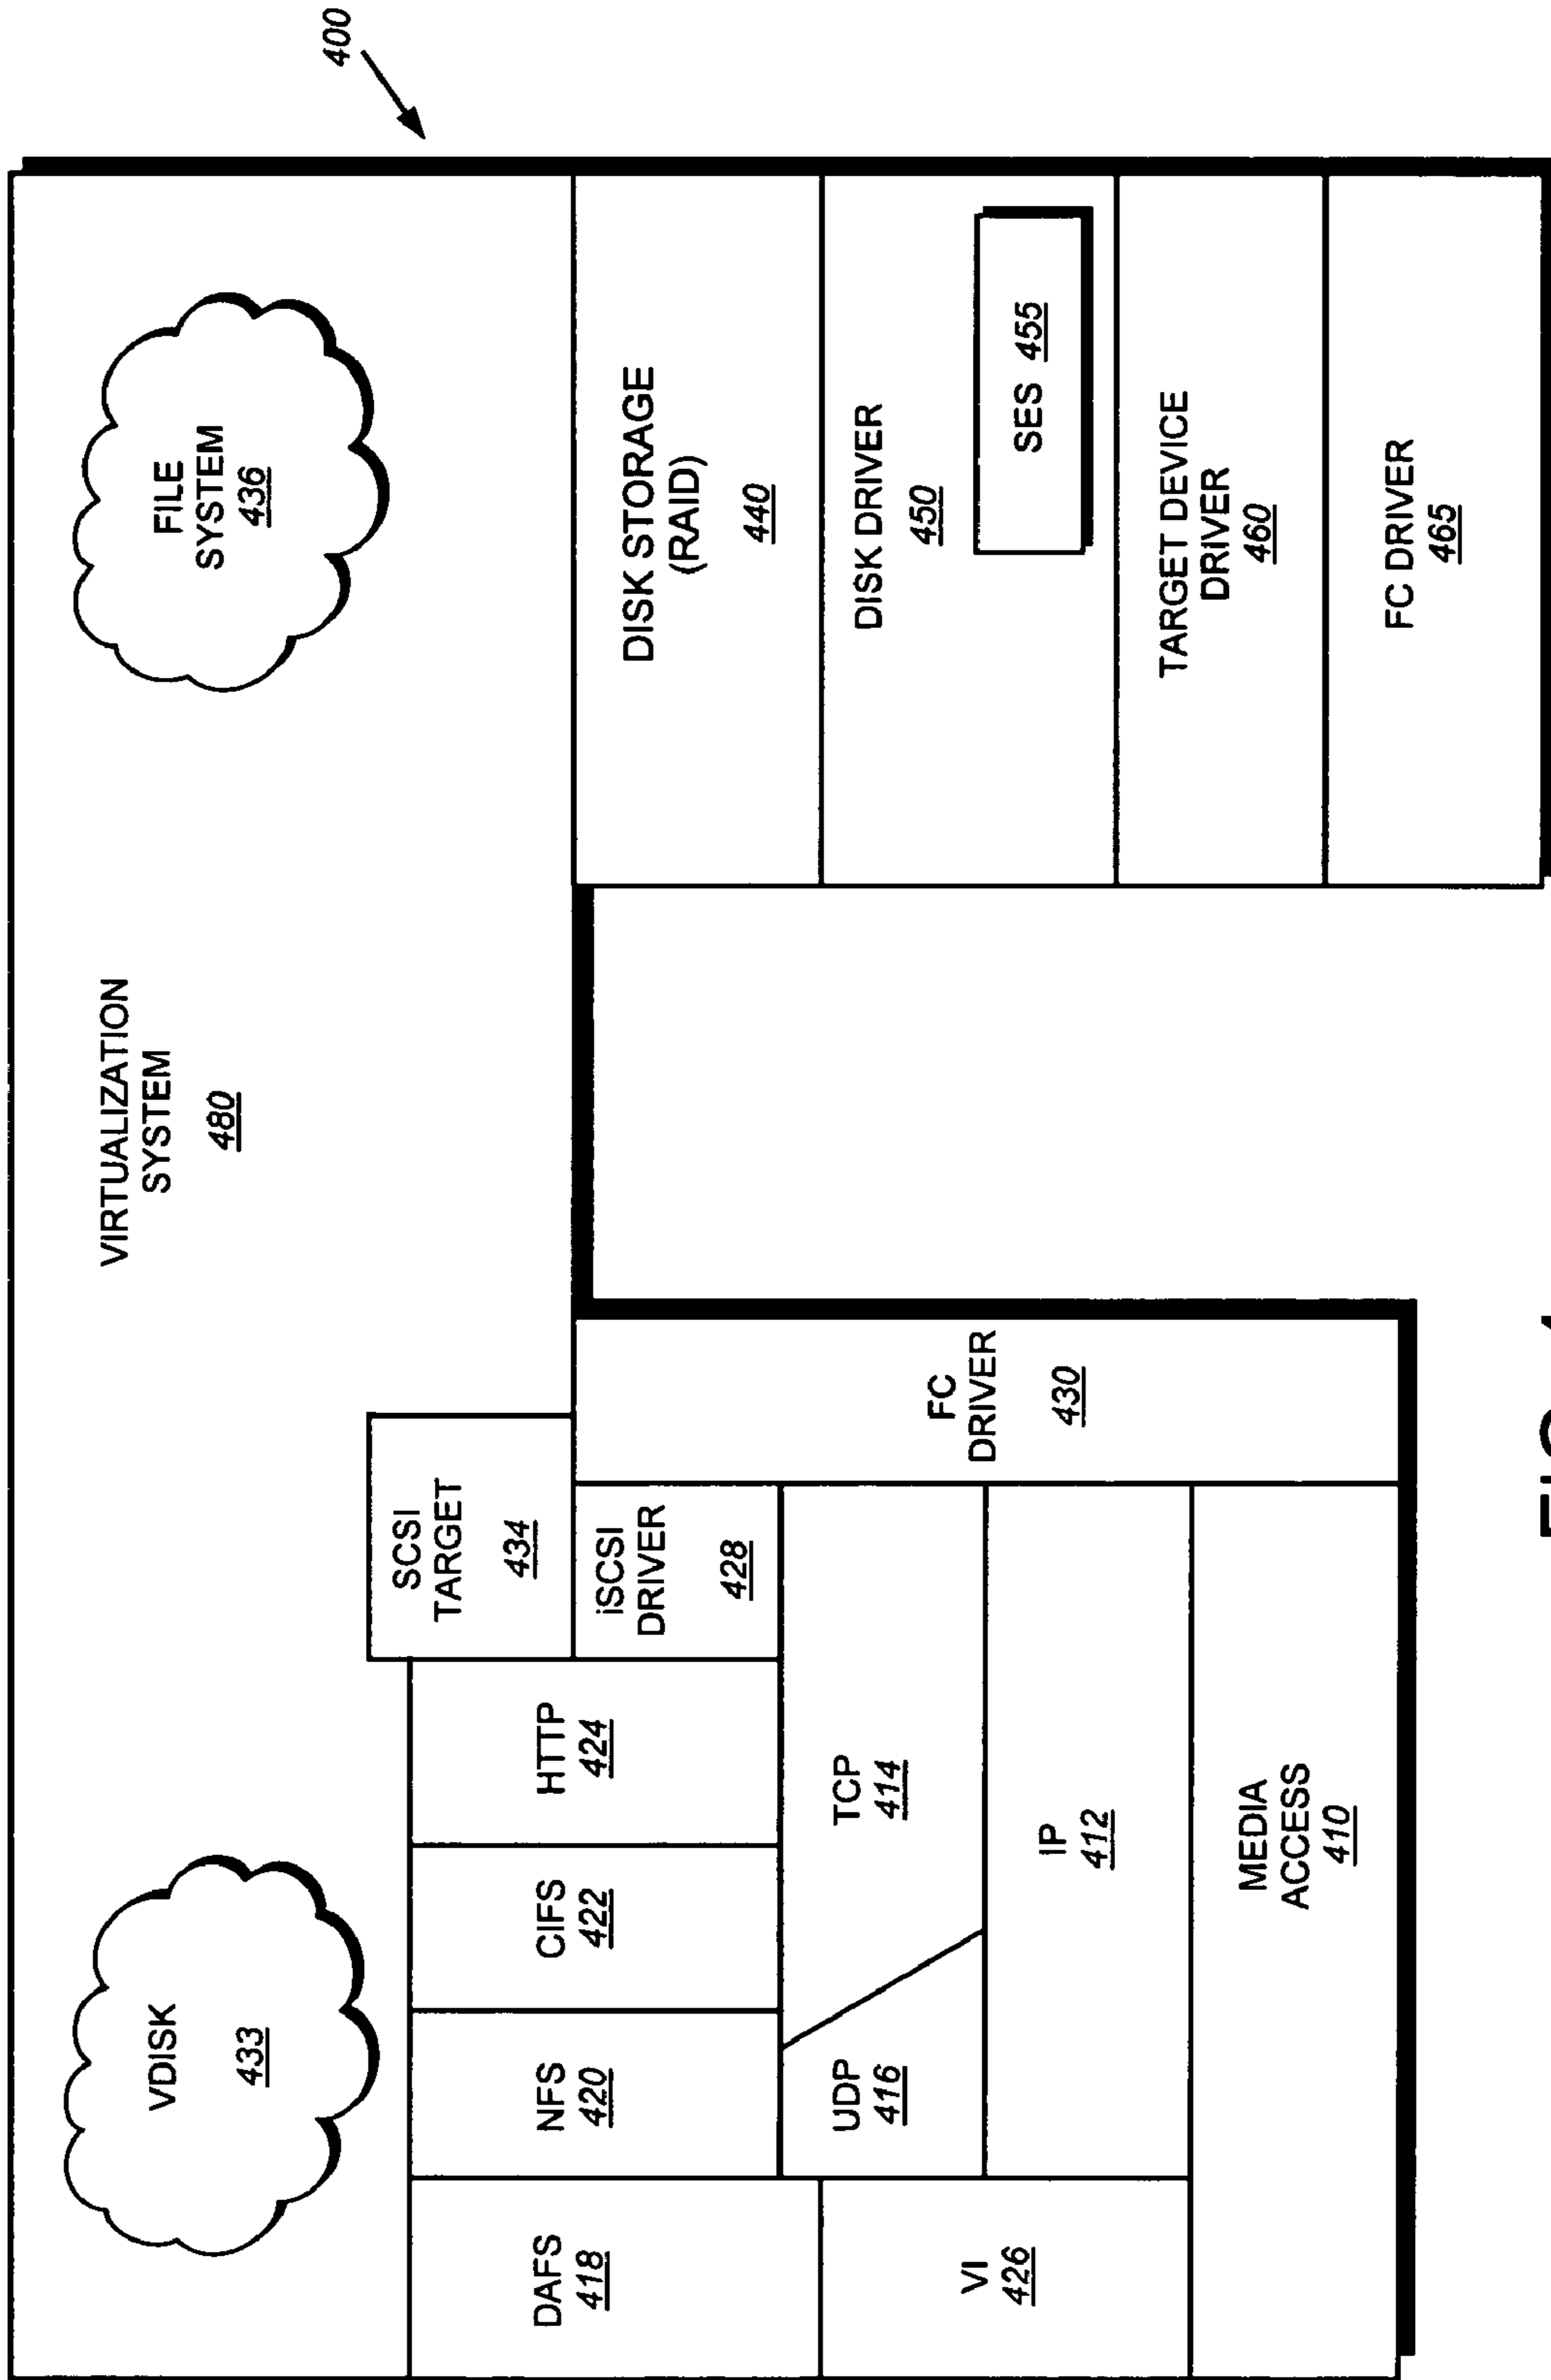 400
VIRTUALIZATION
SYSTEM
480
VDISK
433
FILE
SYSTEM
436
SCSI
TARGET
434
DAFS
418
NFS
420
CIFS
422
HTTP
424
iSCSI
DRIVER
428
FC
DRIVER
430
VI
426
UDP
416
TCP
414
IP
412
MEDIA
ACCESS
410
DISK STORAGE
(RAID)
440
DISK DRIVER
450
SES 455
TARGET DEVICE
DRIVER
460
FC DRIVER
465